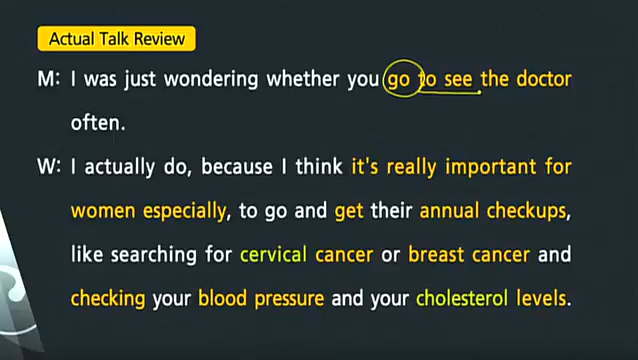 Actual Talk Review
M: I was just wondering whether you go to see the doctor
often.
W: I actually do, because I think it's really important for
women especially, to go and get their annual checkups,
like searching for cervical cancer or breast cancer and
checking your blood pressure and your cholesterol levels.